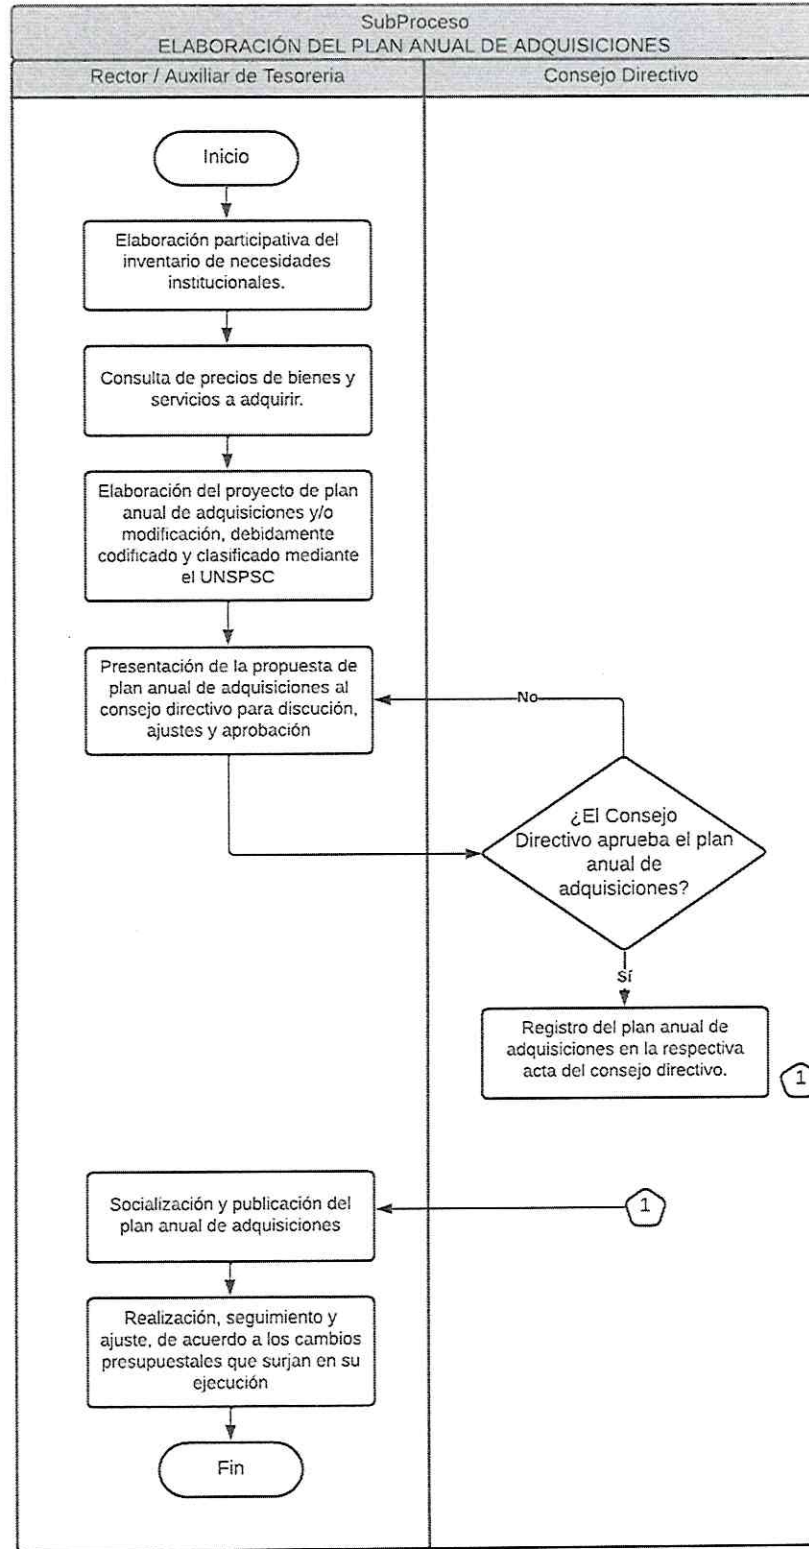 SubProceso
ELABORACIÓN DEL PLAN ANUAL DE ADQUISICIONES
Rector / Auxiliar de Tesoreria
Consejo Directivo
Inicio
Elaboración participativa del
inventario de necesidades
institucionales.
Consulta de precios de bienes y
servicios a adquirir.
Elaboración del proyecto de plan
anual de adquisiciones y/o
modificación, debidamente
codificado y clasificado mediante
el UNSPSC
Presentación de la propuesta de
plan anual de adquisiciones al
consejo directivo para discución,
ajustes y aprobación
No
¿El Consejo
Directivo aprueba el plan
anual de
adquisiciones?
Sí
Registro del plan anual de
adquisiciones en la respectiva
acta del consejo directivo.
1
Socialización y publicación del
plan anual de adquisiciones
1
Realización, seguimiento y
ajuste, de acuerdo a los cambios
presupuestales que surjan en su
ejecución
Fin